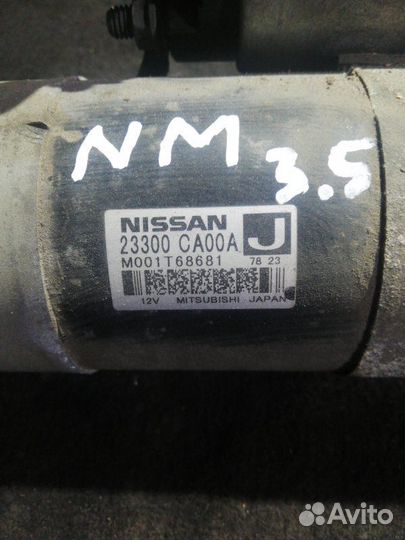 NM 3.5
NISSAN J
23300 CA00A
M001T68681 78 23
12V MITSUBISHI JAPAN
Avito